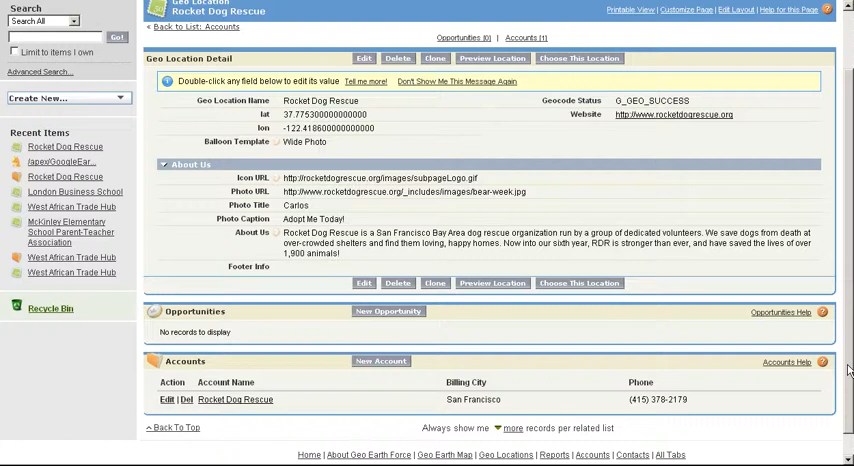 Search
Search All
Go!
Limit to items I own
Advanced Search...
Create New...
Recent Items
Rocket Dog Rescue
/apex/GoogleEar...
Rocket Dog Rescue
London Business School
West African Trade Hub
McKinley Elementary
School Parent-Teacher
Association
West African Trade Hub
West African Trade Hub
Recycle Bin
Geo Location
Rocket Dog Rescue
Printable View | Customize Page | Edit Layout | Help for this Page ?
« Back to List: Accounts
Opportunities [0] | Accounts [1]
Geo Location Detail Edit Delete Clone Preview Location Choose This Location
Double-click any field below to edit its value Tell me more! Don't Show Me This Message Again
Geo Location Name Rocket Dog Rescue Geocode Status G_GEO_SUCCESS
lat 37.775300000000000 Website http://www.rocketdogrescue.org
lon -122.418600000000000
Balloon Template Wide Photo
About Us
Icon URL http://rocketdogrescue.org/images/subpageLogo.gif
Photo URL http://www.rocketdogrescue.org/_includes/images/bear-week.jpg
Photo Title Carlos
Photo Caption Adopt Me Today!
About Us Rocket Dog Rescue is a San Francisco Bay Area dog rescue organization run by a group of dedicated volunteers. We save dogs from death at
over-crowded shelters and find them loving, happy homes. Now into our sixth year, RDR is stronger than ever, and have saved the lives of over
1,900 animals!
Footer Info
Edit Delete Clone Preview Location Choose This Location
Opportunities New Opportunity Opportunities Help ?
No records to display
Accounts New Account Accounts Help ?
Action Account Name Billing City Phone
Edit | Del Rocket Dog Rescue San Francisco (415) 378-2179
Back To Top Always show me more records per related list
Home | About Geo Earth Force | Geo Earth Map | Geo Locations | Reports | Accounts | Contacts | All Tabs